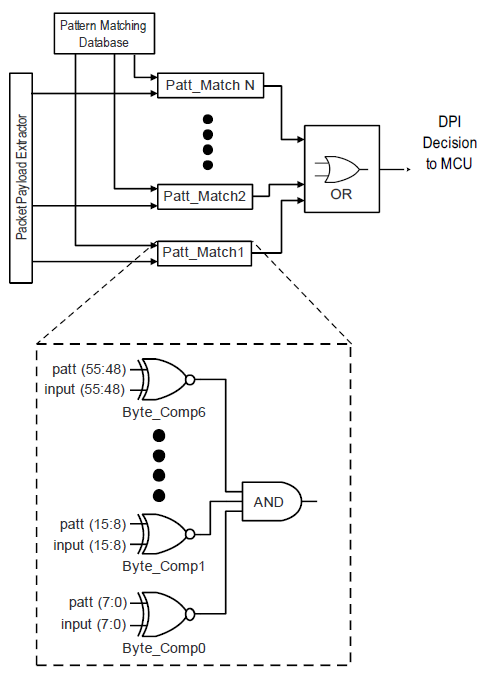 Pattern Matching
Database
Packet Payload Extractor
Patt_Match N
Patt_Match2
Patt_Match1
OR
DPI
Decision
to MCU
patt (55:48)
input (55:48)
Byte_Comp6
patt (15:8)
input (15:8)
Byte_Comp1
patt (7:0)
input (7:0)
Byte_Comp0
AND